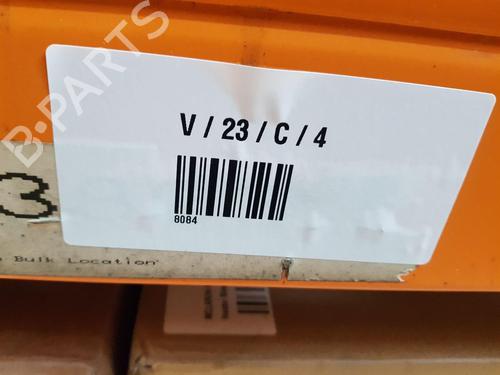 B-PARTS
V / 23 / C / 4
8084
3
Bulk Location